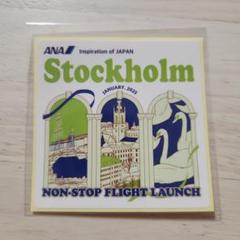 ANA Inspiration of JAPAN
Stockholm
JANUARY, 2025
NON-STOP FLIGHT LAUNCH